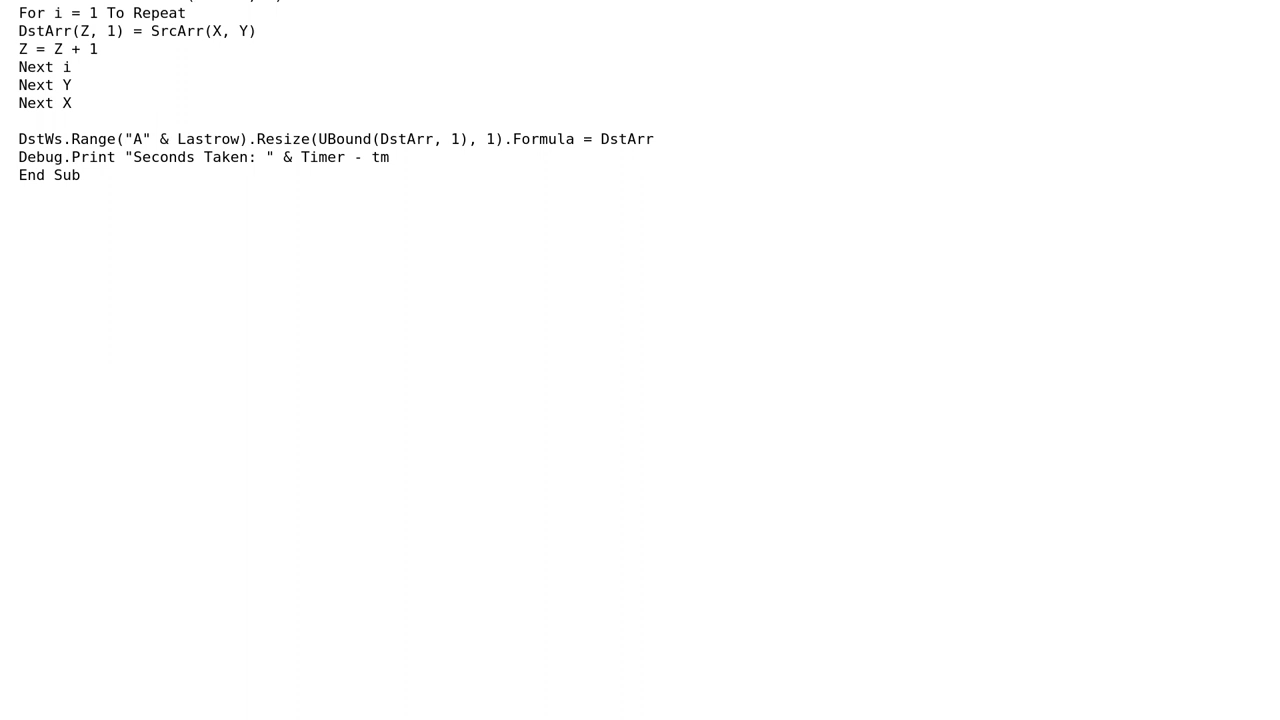 For i = 1 To Repeat
DstArr(Z, 1) = SrcArr(X, Y)
Z = Z + 1
Next i
Next Y
Next X
DstWs.Range("A" & Lastrow).Resize(UBound(DstArr, 1), 1).Formula = DstArr
Debug.Print "Seconds Taken: " & Timer - tm
End Sub